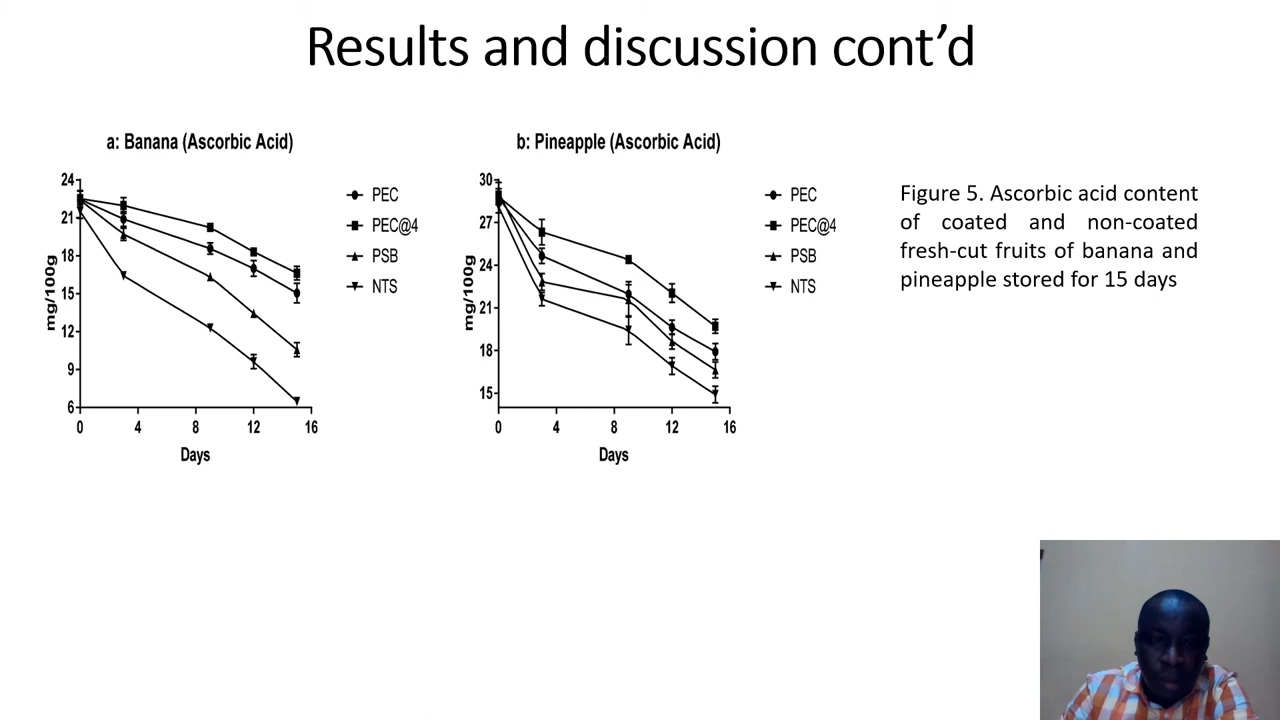 Results and discussion cont’d
a: Banana (Ascorbic Acid)
24
21
18
15
12
9
6
mg/100g
0 4 8 12 16
Days
PEC
PEC@4
PSB
NTS
b: Pineapple (Ascorbic Acid)
30
27
24
21
18
15
mg/100g
0 4 8 12 16
Days
PEC
PEC@4
PSB
NTS
Figure 5. Ascorbic acid content
of coated and non-coated
fresh-cut fruits of banana and
pineapple stored for 15 days